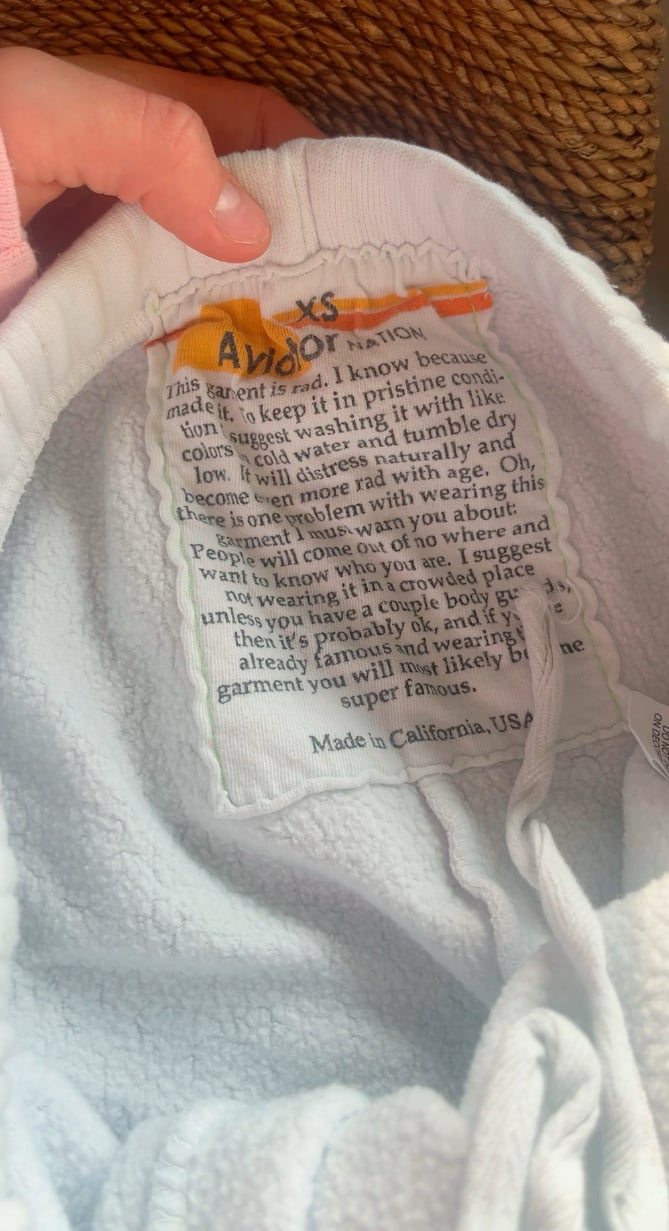 XS
Aviator NATION
This garment is rad. I know because
made it. To keep it in pristine condi-
tion suggest washing it with like
colors in cold water and tumble dry
low. It will distress naturally and
become even more rad with age. Oh,
there is one problem with wearing this
garment I must warn you about:
People will come out of no where and
want to know who you are. I suggest
not wearing it in a crowded place
unless you have a couple body guards,
then it's probably ok, and if
already famous and wearing
garment you will most likely
super famous.
Made in California, USA
DO NOT
ON DECOR